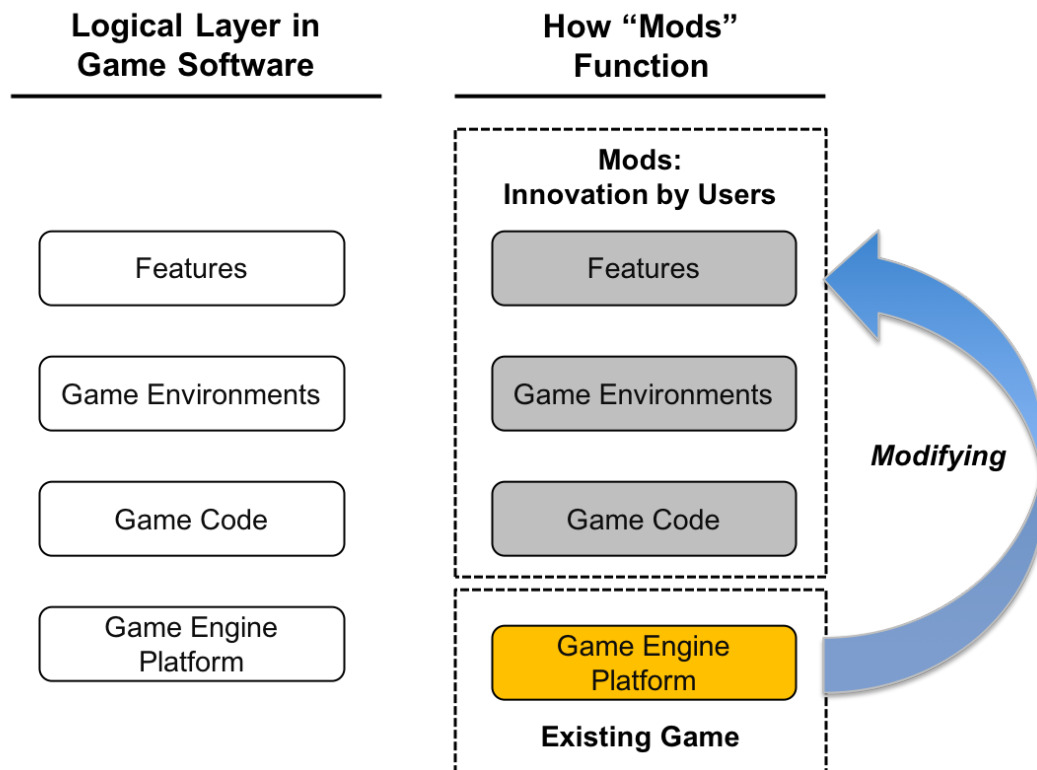 Logical Layer in
Game Software
How “Mods”
Function
Mods:
Innovation by Users
Features
Features
Game Environments
Game Environments
Modifying
Game Code
Game Code
Game Engine
Platform
Game Engine
Platform
Existing Game